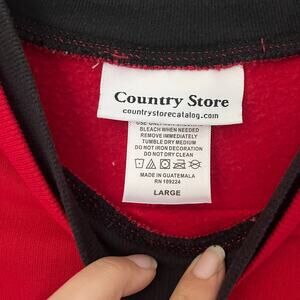 Country Store
countrystorecatalog.com
BLEACH WHEN NEEDED
REMOVE IMMEDIATELY
TUMBLE DRY MEDIUM
DO NOT IRON DECORATION
DO NOT DRY CLEAN
MADE IN GUATEMALA
RN 189224
LARGE